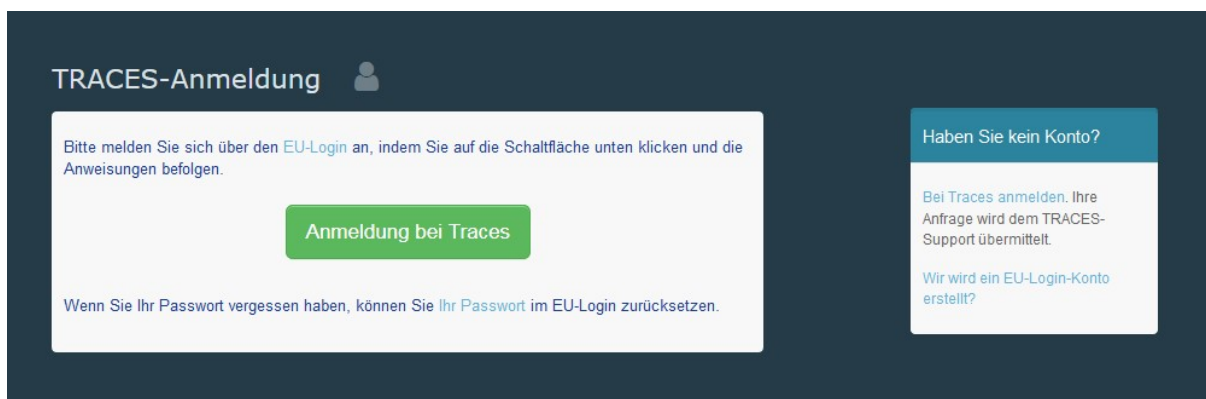 TRACES-Anmeldung
Bitte melden Sie sich über den EU-Login an, indem Sie auf die Schaltfläche unten klicken und die
Anweisungen befolgen.
Anmeldung bei Traces
Wenn Sie Ihr Passwort vergessen haben, können Sie Ihr Passwort im EU-Login zurücksetzen.
Haben Sie kein Konto?
Bei Traces anmelden. Ihre
Anfrage wird dem TRACES-
Support übermittelt.
Wir wird ein EU-Login-Konto
erstellt?